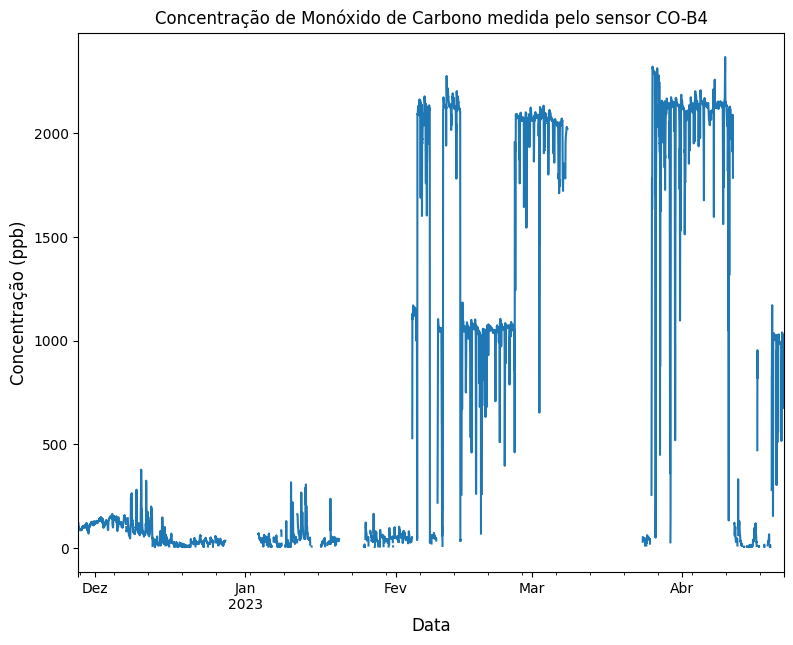 Concentração de Monóxido de Carbono medida pelo sensor CO-B4
Concentração (ppb)
2000
1500
1000
500
0
Dez
Jan
2023
Fev
Mar
Abr
Data